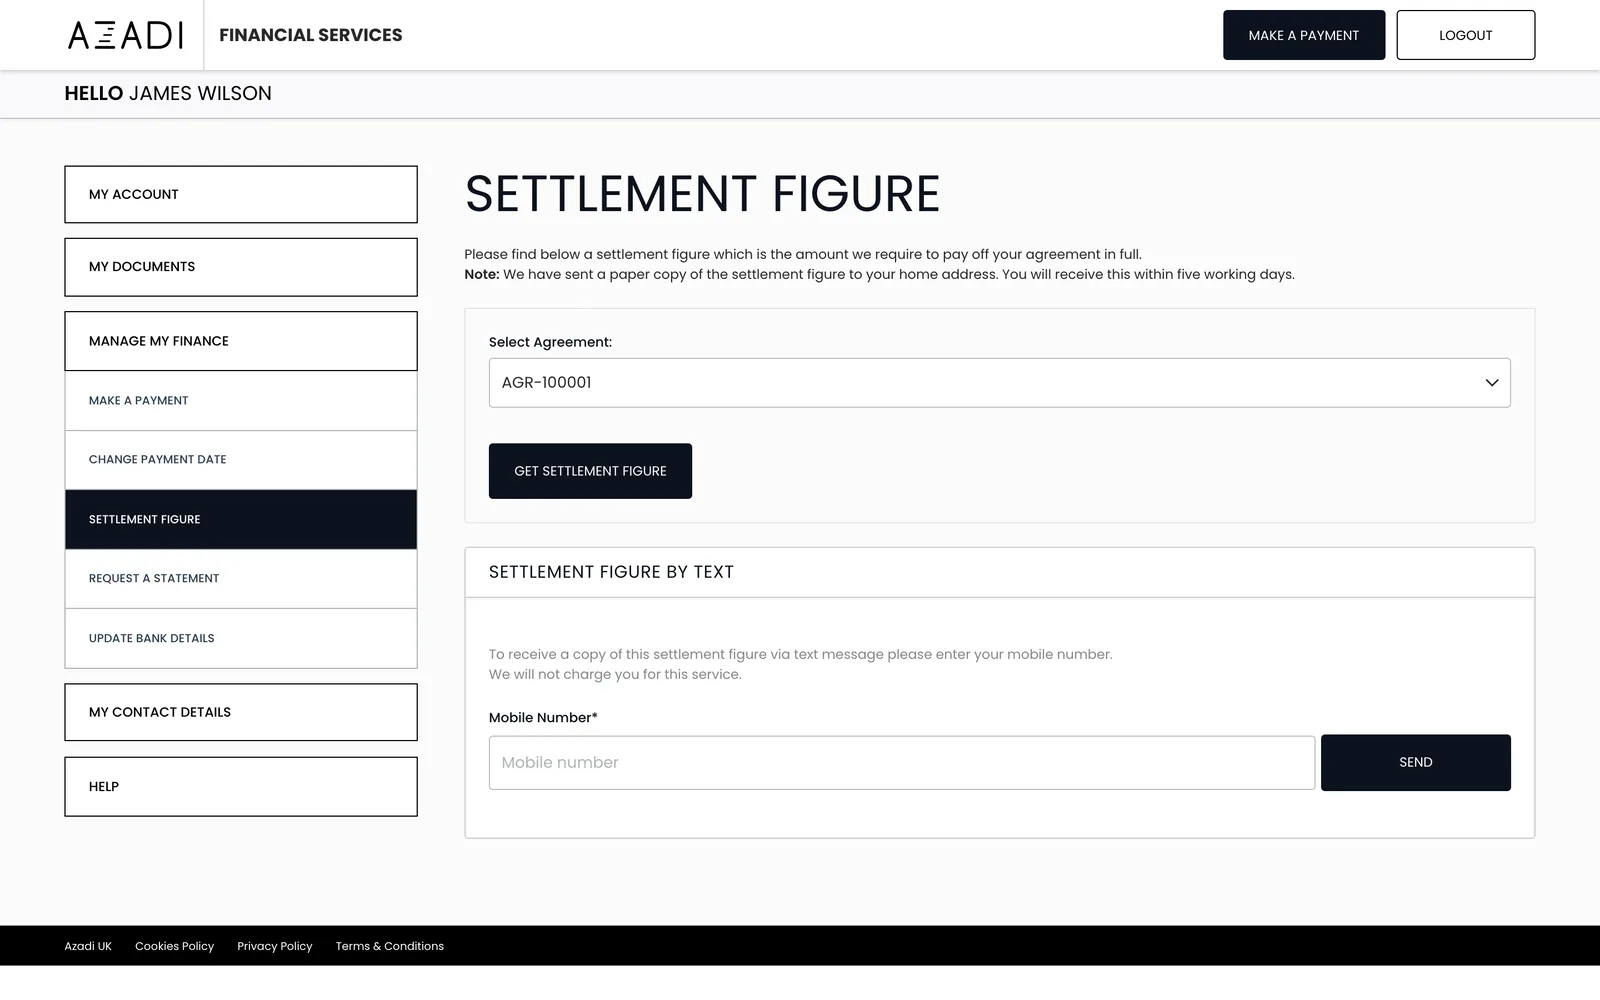 AZADI
FINANCIAL SERVICES
MAKE A PAYMENT
LOGOUT
HELLO JAMES WILSON
MY ACCOUNT
MY DOCUMENTS
MANAGE MY FINANCE
MAKE A PAYMENT
CHANGE PAYMENT DATE
SETTLEMENT FIGURE
REQUEST A STATEMENT
UPDATE BANK DETAILS
MY CONTACT DETAILS
HELP
SETTLEMENT FIGURE
Please find below a settlement figure which is the amount we require to pay off your agreement in full.
Note: We have sent a paper copy of the settlement figure to your home address. You will receive this within five working days.
Select Agreement:
AGR-100001
GET SETTLEMENT FIGURE
SETTLEMENT FIGURE BY TEXT
To receive a copy of this settlement figure via text message please enter your mobile number.
We will not charge you for this service.
Mobile Number*
Mobile number
SEND
Azadi UK
Cookies Policy
Privacy Policy
Terms & Conditions